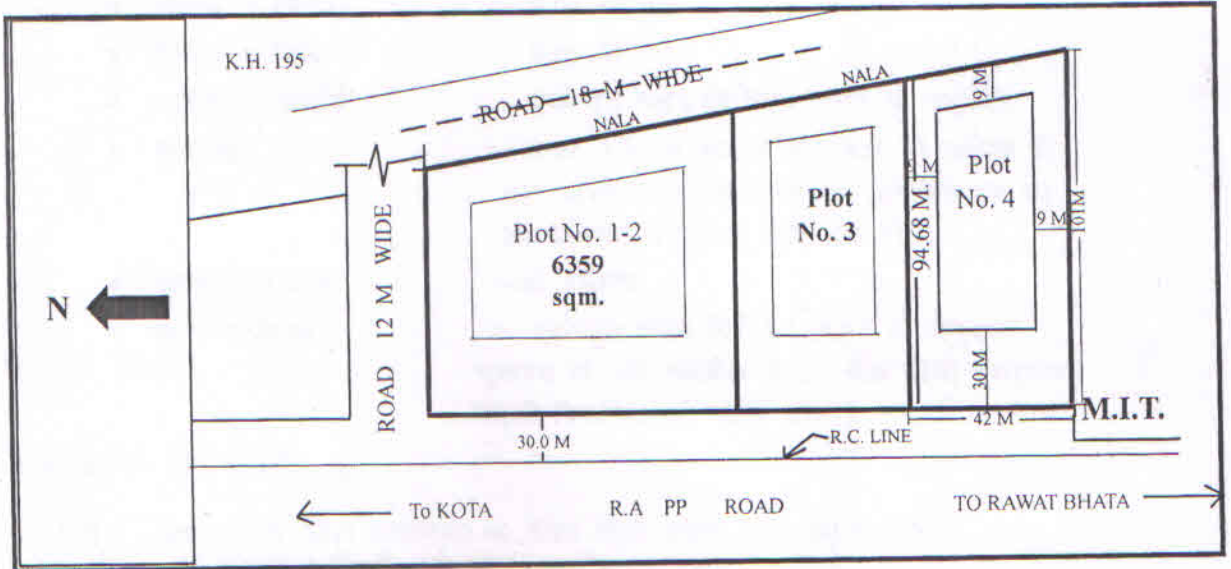 K.H. 195
ROAD 18 M WIDE
NALA
NALA
9 M
Plot No. 1-2
6359
sqm.
Plot
No. 3
9 M
94.68 M
Plot
No. 4
9 M
101 M
N
ROAD 12 M WIDE
30 M
42 M
M.I.T.
30.0 M
R.C. LINE
To KOTA
R.A PP ROAD
TO RAWAT BHATA